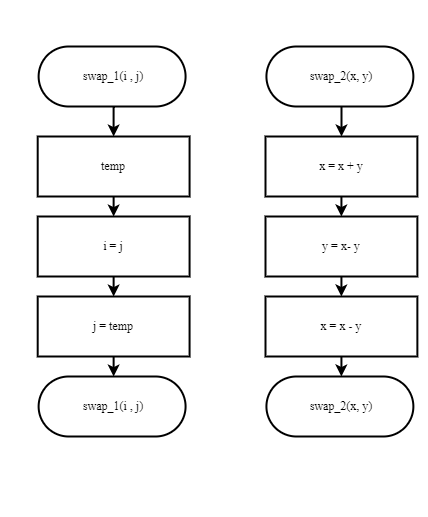 swap_1(i , j)
temp
i = j
j = temp
swap_1(i , j)
swap_2(x, y)
x = x + y
y = x- y
x = x - y
swap_2(x, y)